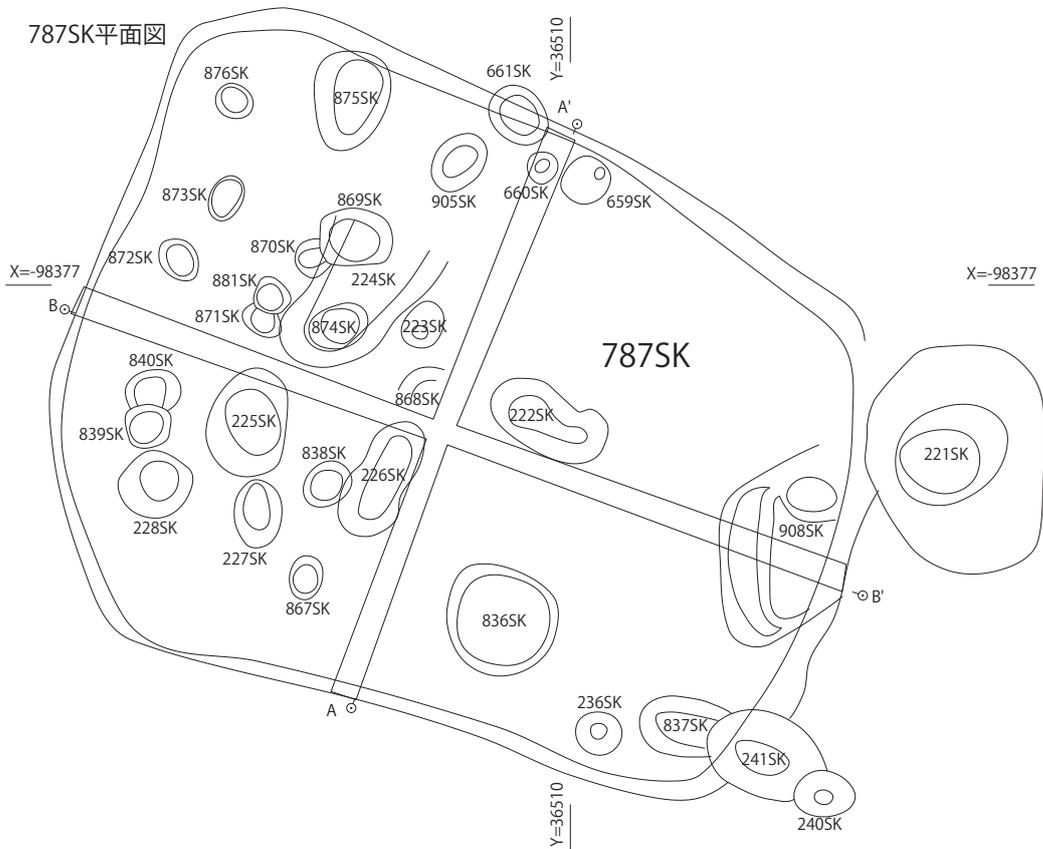 787SK平面図
Y=36510
661SK
876SK
875SK
A'
873SK
905SK
660SK
659SK
869SK
872SK
870SK
X=-98377
881SK
224SK
X=-98377
B
871SK
874SK
223SK
787SK
840SK
868SK
222SK
839SK
225SK
838SK
226SK
221SK
228SK
227SK
908SK
867SK
836SK
B'
A
236SK
837SK
241SK
240SK
Y=36510